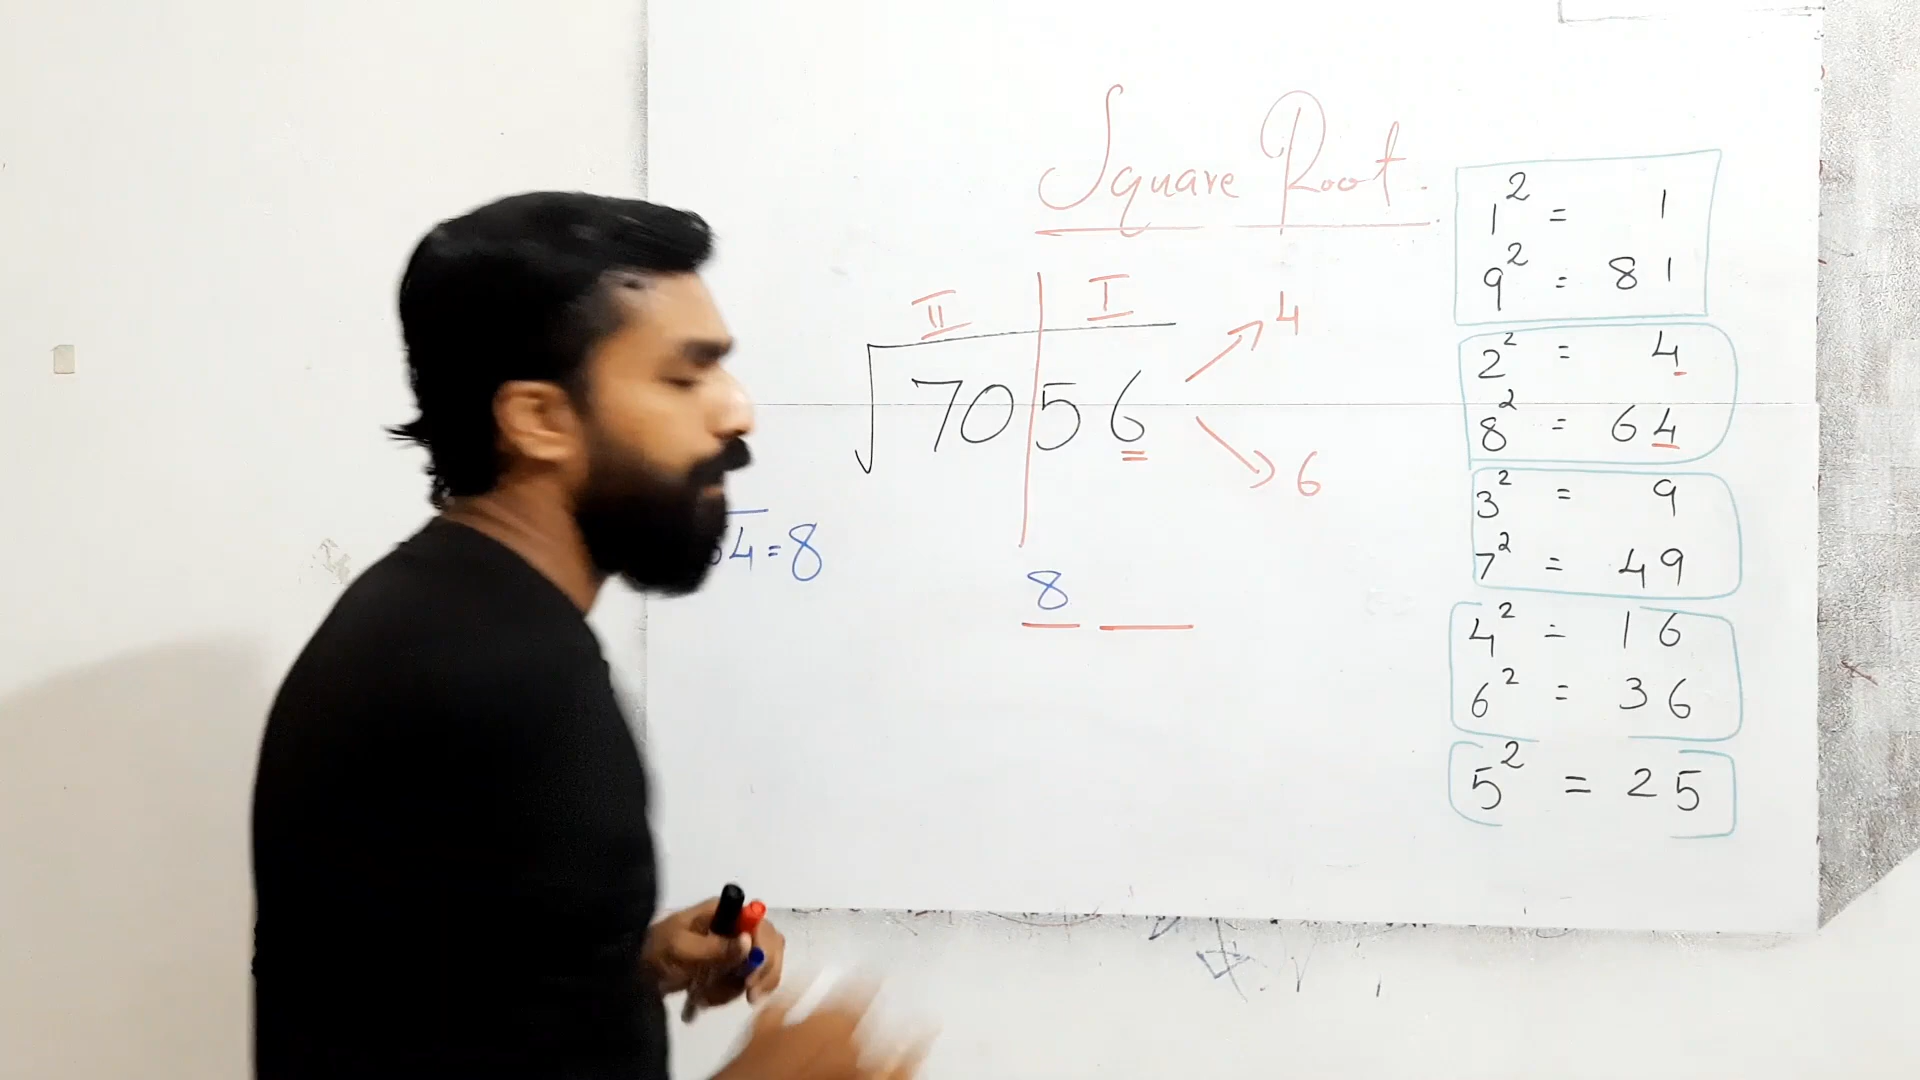 Square Root.
II I
√7056
4
6
4 = 8
8
1² = 1
9² = 81
2² = 4
8² = 64
3² = 9
7² = 49
4² = 16
6² = 36
5² = 25